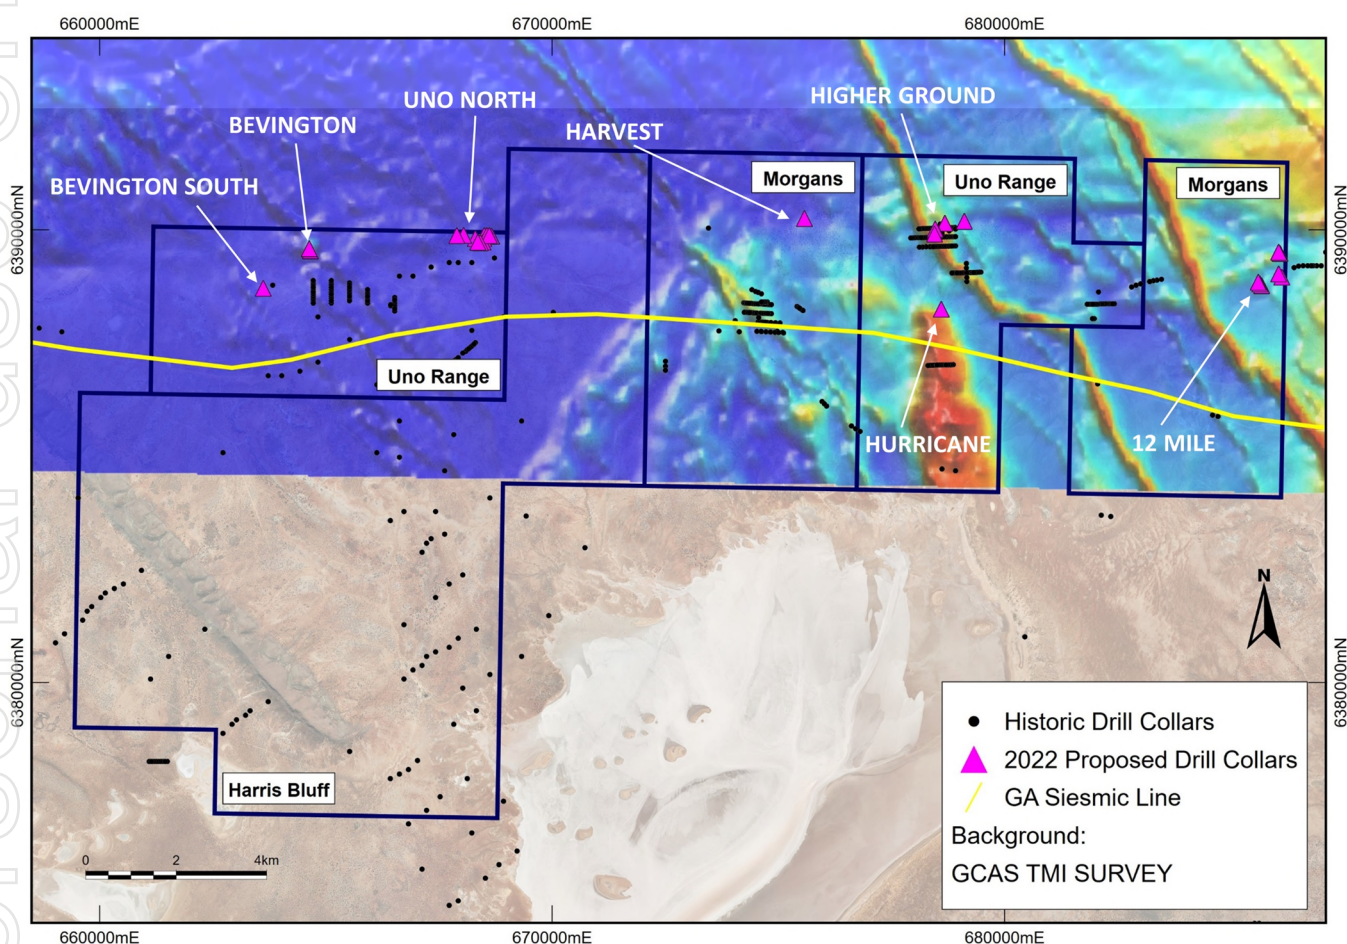 660000mE
670000mE
680000mE
HIGHER GROUND
UNO NORTH
BEVINGTON
HARVEST
BEVINGTON SOUTH
Morgans
Uno Range
Morgans
6390000mN
6390000mN
Uno Range
HURRICANE
12 MILE
N
6380000mN
6380000mN
Historic Drill Collars
2022 Proposed Drill Collars
GA Siesmic Line
Background:
GCAS TMI SURVEY
Harris Bluff
0 2 4km
660000mE
670000mE
680000mE